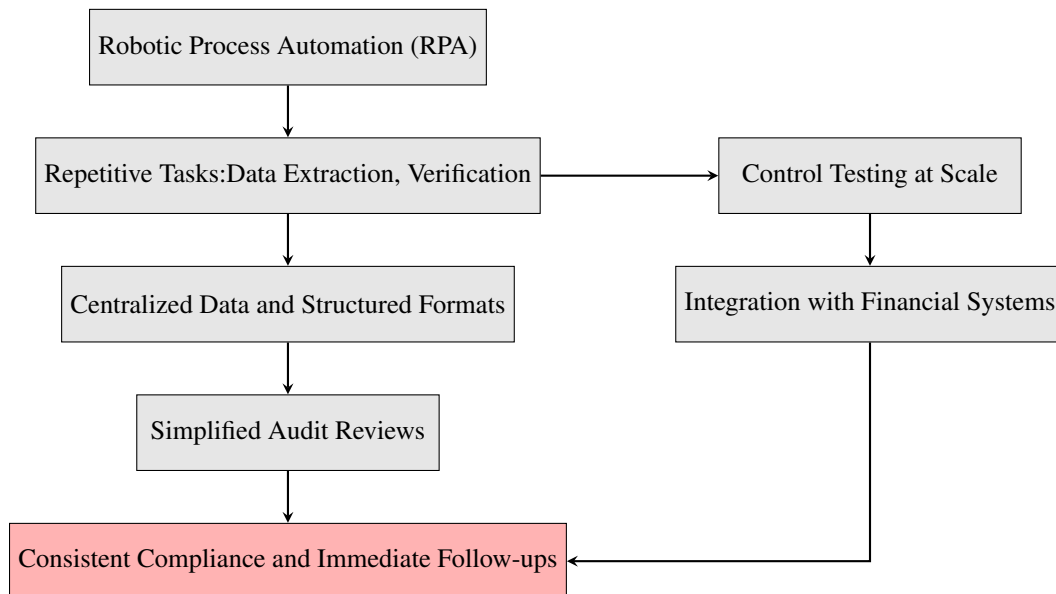 Robotic Process Automation (RPA)
Repetitive Tasks:Data Extraction, Verification
Control Testing at Scale
Centralized Data and Structured Formats
Integration with Financial Systems
Simplified Audit Reviews
Consistent Compliance and Immediate Follow-ups